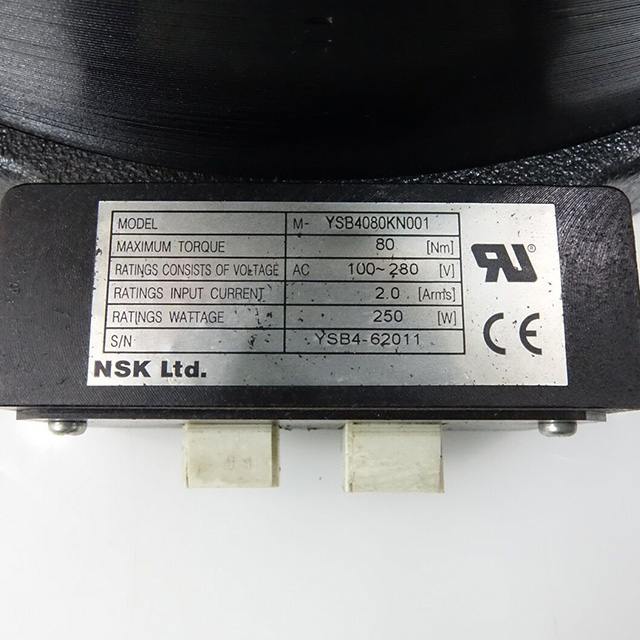 MODEL M- YSB4080KN001
MAXIMUM TORQUE 80 [Nm]
RATINGS CONSISTS OF VOLTAGE AC 100~280 [V]
RATINGS INPUT CURRENT 2.0 [Arms]
RATINGS WATTAGE 250 [W]
S/N YSB4-62011
NSK Ltd.
RU ®
CE